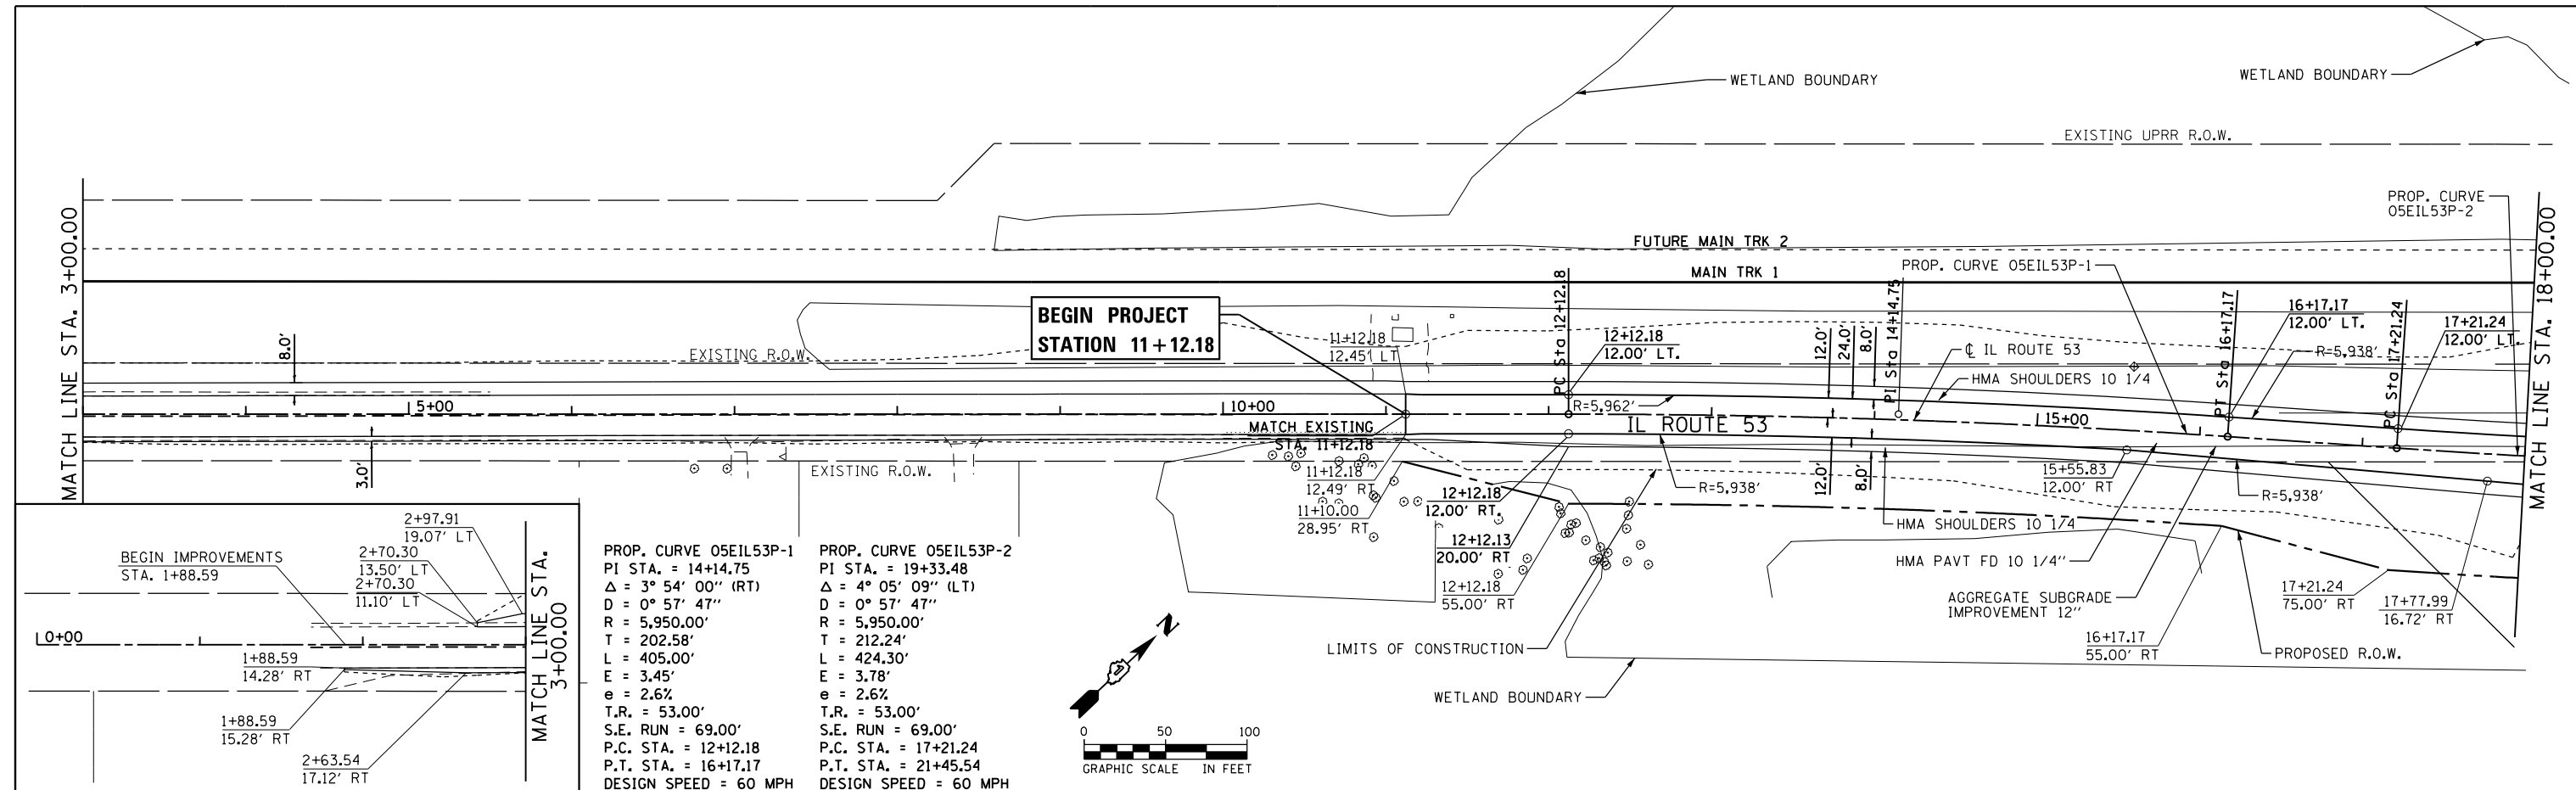 WETLAND BOUNDARY
WETLAND BOUNDARY
EXISTING UPRR R.O.W.
PROP. CURVE
05EIL53P-2
MATCH LINE STA. 3+00.00
MATCH LINE STA. 18+00.00
FUTURE MAIN TRK 2
MAIN TRK 1
PROP. CURVE 05EIL53P-1
BEGIN PROJECT
STATION 11+12.18
EXISTING R.O.W.
8.0'
11+12.18
12.45' LT
PC Sta 12+12.18
12+12.18
12.00' LT.
12.0'
24.0'
8.0'
PI Sta 14+14.75
℄ IL ROUTE 53
HMA SHOULDERS 10 1/4
PT Sta 16+17.17
16+17.17
12.00' LT.
R=5,938'
PC Sta 17+21.24
17+21.24
12.00' LT.
5+00
10+00
R=5,962'
15+00
IL ROUTE 53
MATCH EXISTING
STA. 11+12.18
3.0'
EXISTING R.O.W.
11+12.18
12.49' RT
11+10.00
28.95' RT
12+12.18
12.00' RT.
12+12.13
20.00' RT
12+12.18
55.00' RT
R=5,938'
12.0'
8.0'
15+55.83
12.00' RT
R=5,938'
HMA SHOULDERS 10 1/4
HMA PAVT FD 10 1/4''
AGGREGATE SUBGRADE
IMPROVEMENT 12''
16+17.17
55.00' RT
17+21.24
75.00' RT
17+77.99
16.72' RT
PROPOSED R.O.W.
LIMITS OF CONSTRUCTION
WETLAND BOUNDARY
2+97.91
19.07' LT
BEGIN IMPROVEMENTS
STA. 1+88.59
2+70.30
13.50' LT
2+70.30
11.10' LT
0+00
1+88.59
14.28' RT
1+88.59
15.28' RT
2+63.54
17.12' RT
MATCH LINE STA.
3+00.00
PROP. CURVE 05EIL53P-1
PI STA. = 14+14.75
Δ = 3° 54' 00'' (RT)
D = 0° 57' 47''
R = 5,950.00'
T = 202.58'
L = 405.00'
E = 3.45'
e = 2.6%
T.R. = 53.00'
S.E. RUN = 69.00'
P.C. STA. = 12+12.18
P.T. STA. = 16+17.17
DESIGN SPEED = 60 MPH
PROP. CURVE 05EIL53P-2
PI STA. = 19+33.48
Δ = 4° 05' 09'' (LT)
D = 0° 57' 47''
R = 5,950.00'
T = 212.24'
L = 424.30'
E = 3.78'
e = 2.6%
T.R. = 53.00'
S.E. RUN = 69.00'
P.C. STA. = 17+21.24
P.T. STA. = 21+45.54
DESIGN SPEED = 60 MPH
N
0 50 100
GRAPHIC SCALE IN FEET